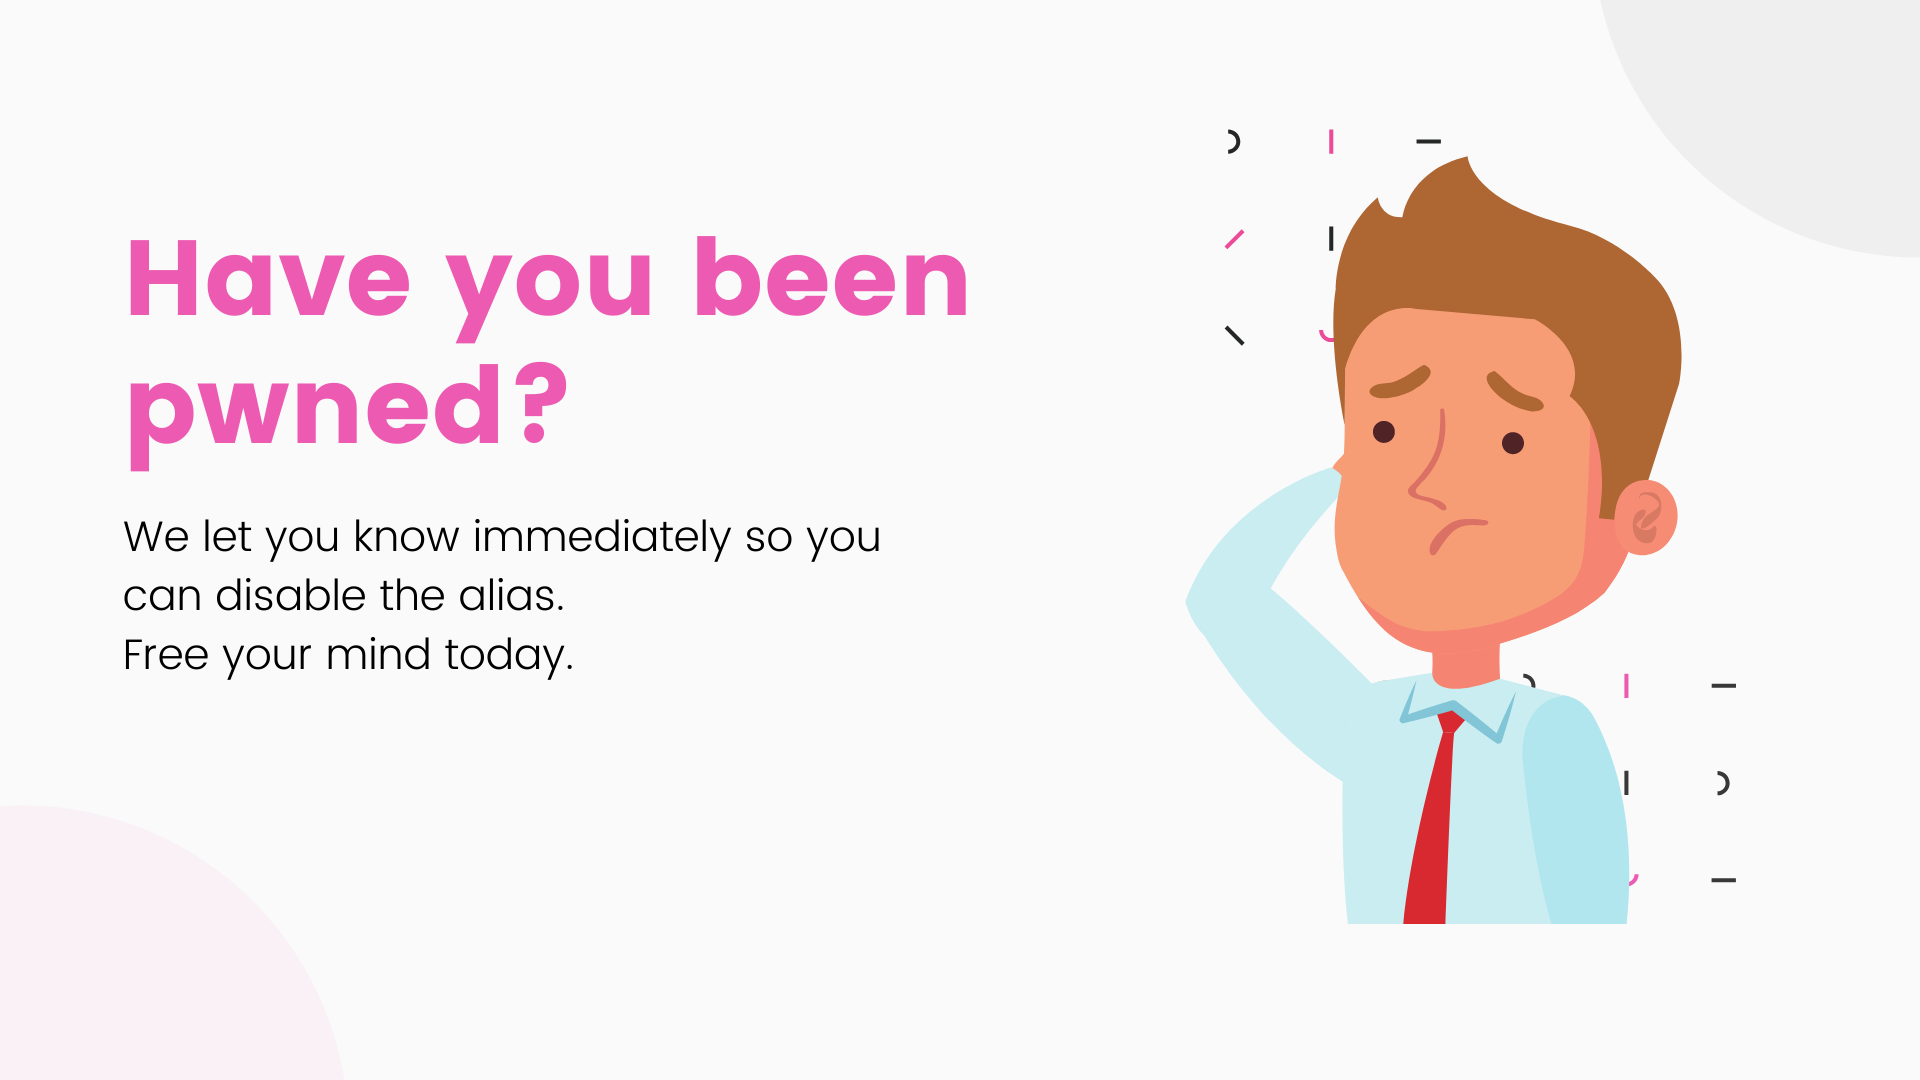 Have you been
pwned?
We let you know immediately so you
can disable the alias.
Free your mind today.